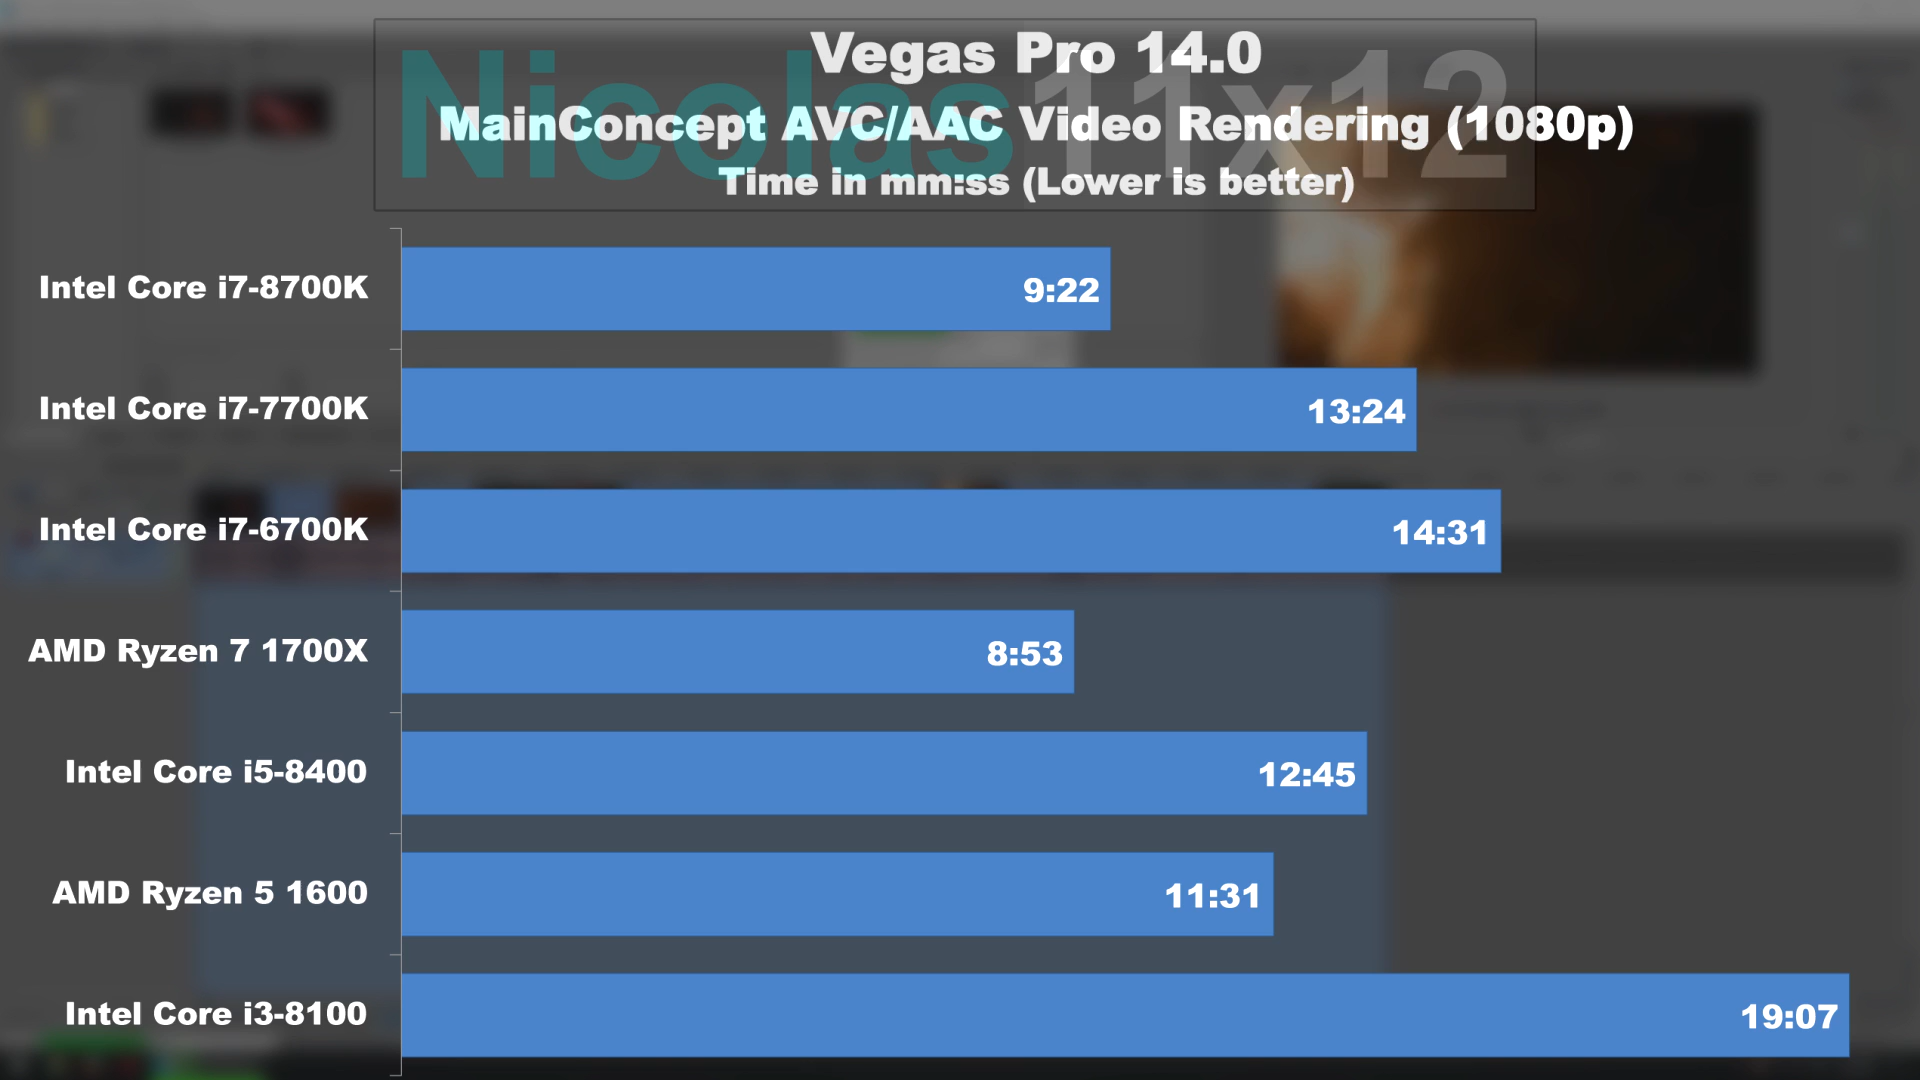 Nicolas11x12
Vegas Pro 14.0
MainConcept AVC/AAC Video Rendering (1080p)
Time in mm:ss (Lower is better)
Intel Core i7-8700K 9:22
Intel Core i7-7700K 13:24
Intel Core i7-6700K 14:31
AMD Ryzen 7 1700X 8:53
Intel Core i5-8400 12:45
AMD Ryzen 5 1600 11:31
Intel Core i3-8100 19:07